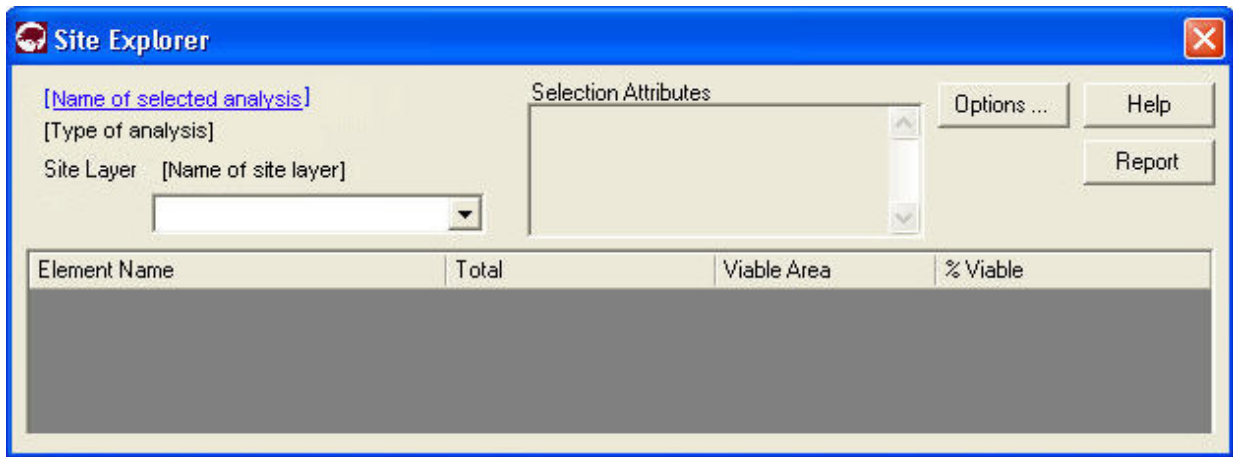 Site Explorer
[Name of selected analysis]
[Type of analysis]
Site Layer [Name of site layer]
Selection Attributes
Options ...
Help
Report
Element Name Total Viable Area % Viable